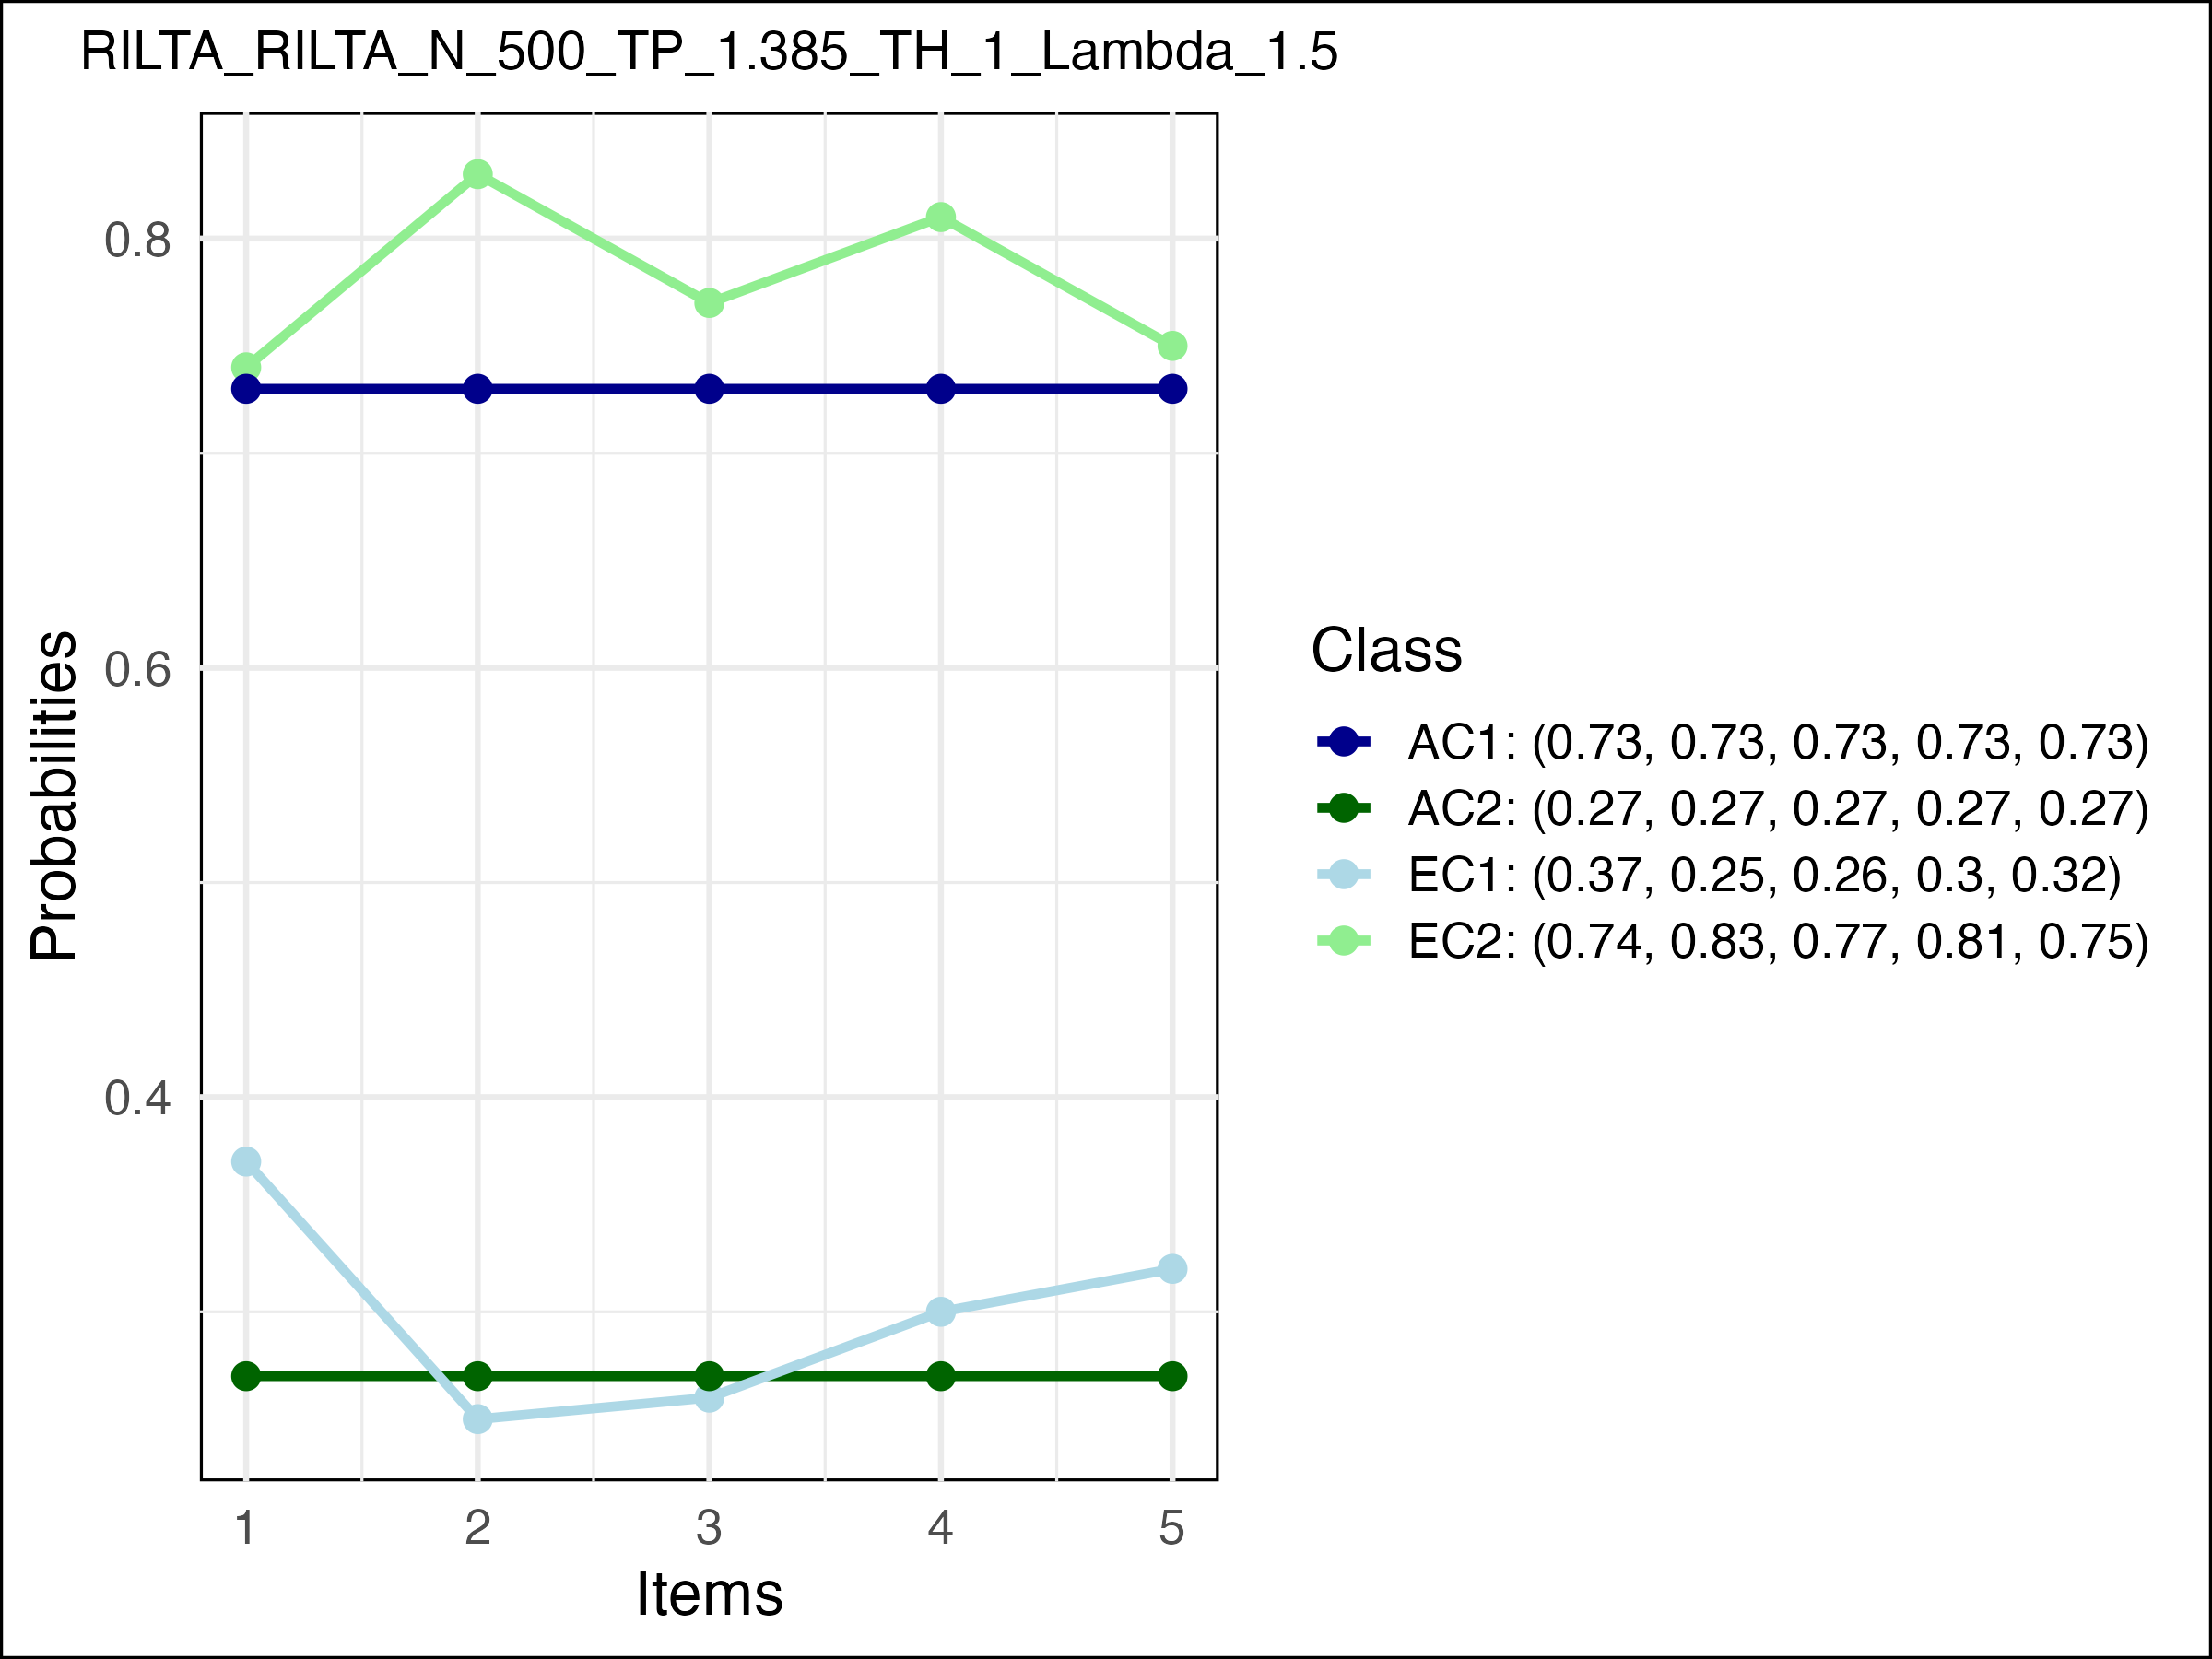 RILTA_RILTA_N_500_TP_1.385_TH_1_Lambda_1.5
0.8
0.6
0.4
Probabilities
1 2 3 4 5
Items
Class
AC1: (0.73, 0.73, 0.73, 0.73, 0.73)
AC2: (0.27, 0.27, 0.27, 0.27, 0.27)
EC1: (0.37, 0.25, 0.26, 0.3, 0.32)
EC2: (0.74, 0.83, 0.77, 0.81, 0.75)